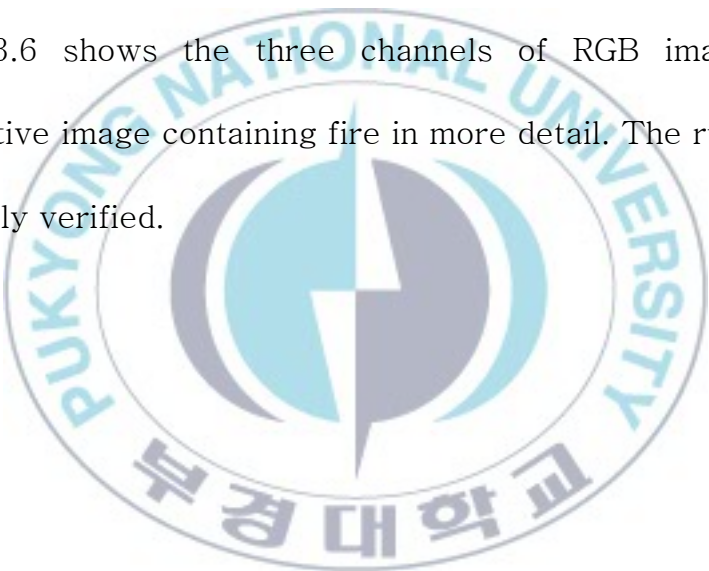 3.6 shows the three channels of RGB ima
tive image containing fire in more detail. The r
ly verified.
PUKYONG NATIONAL UNIVERSITY
부경대학교